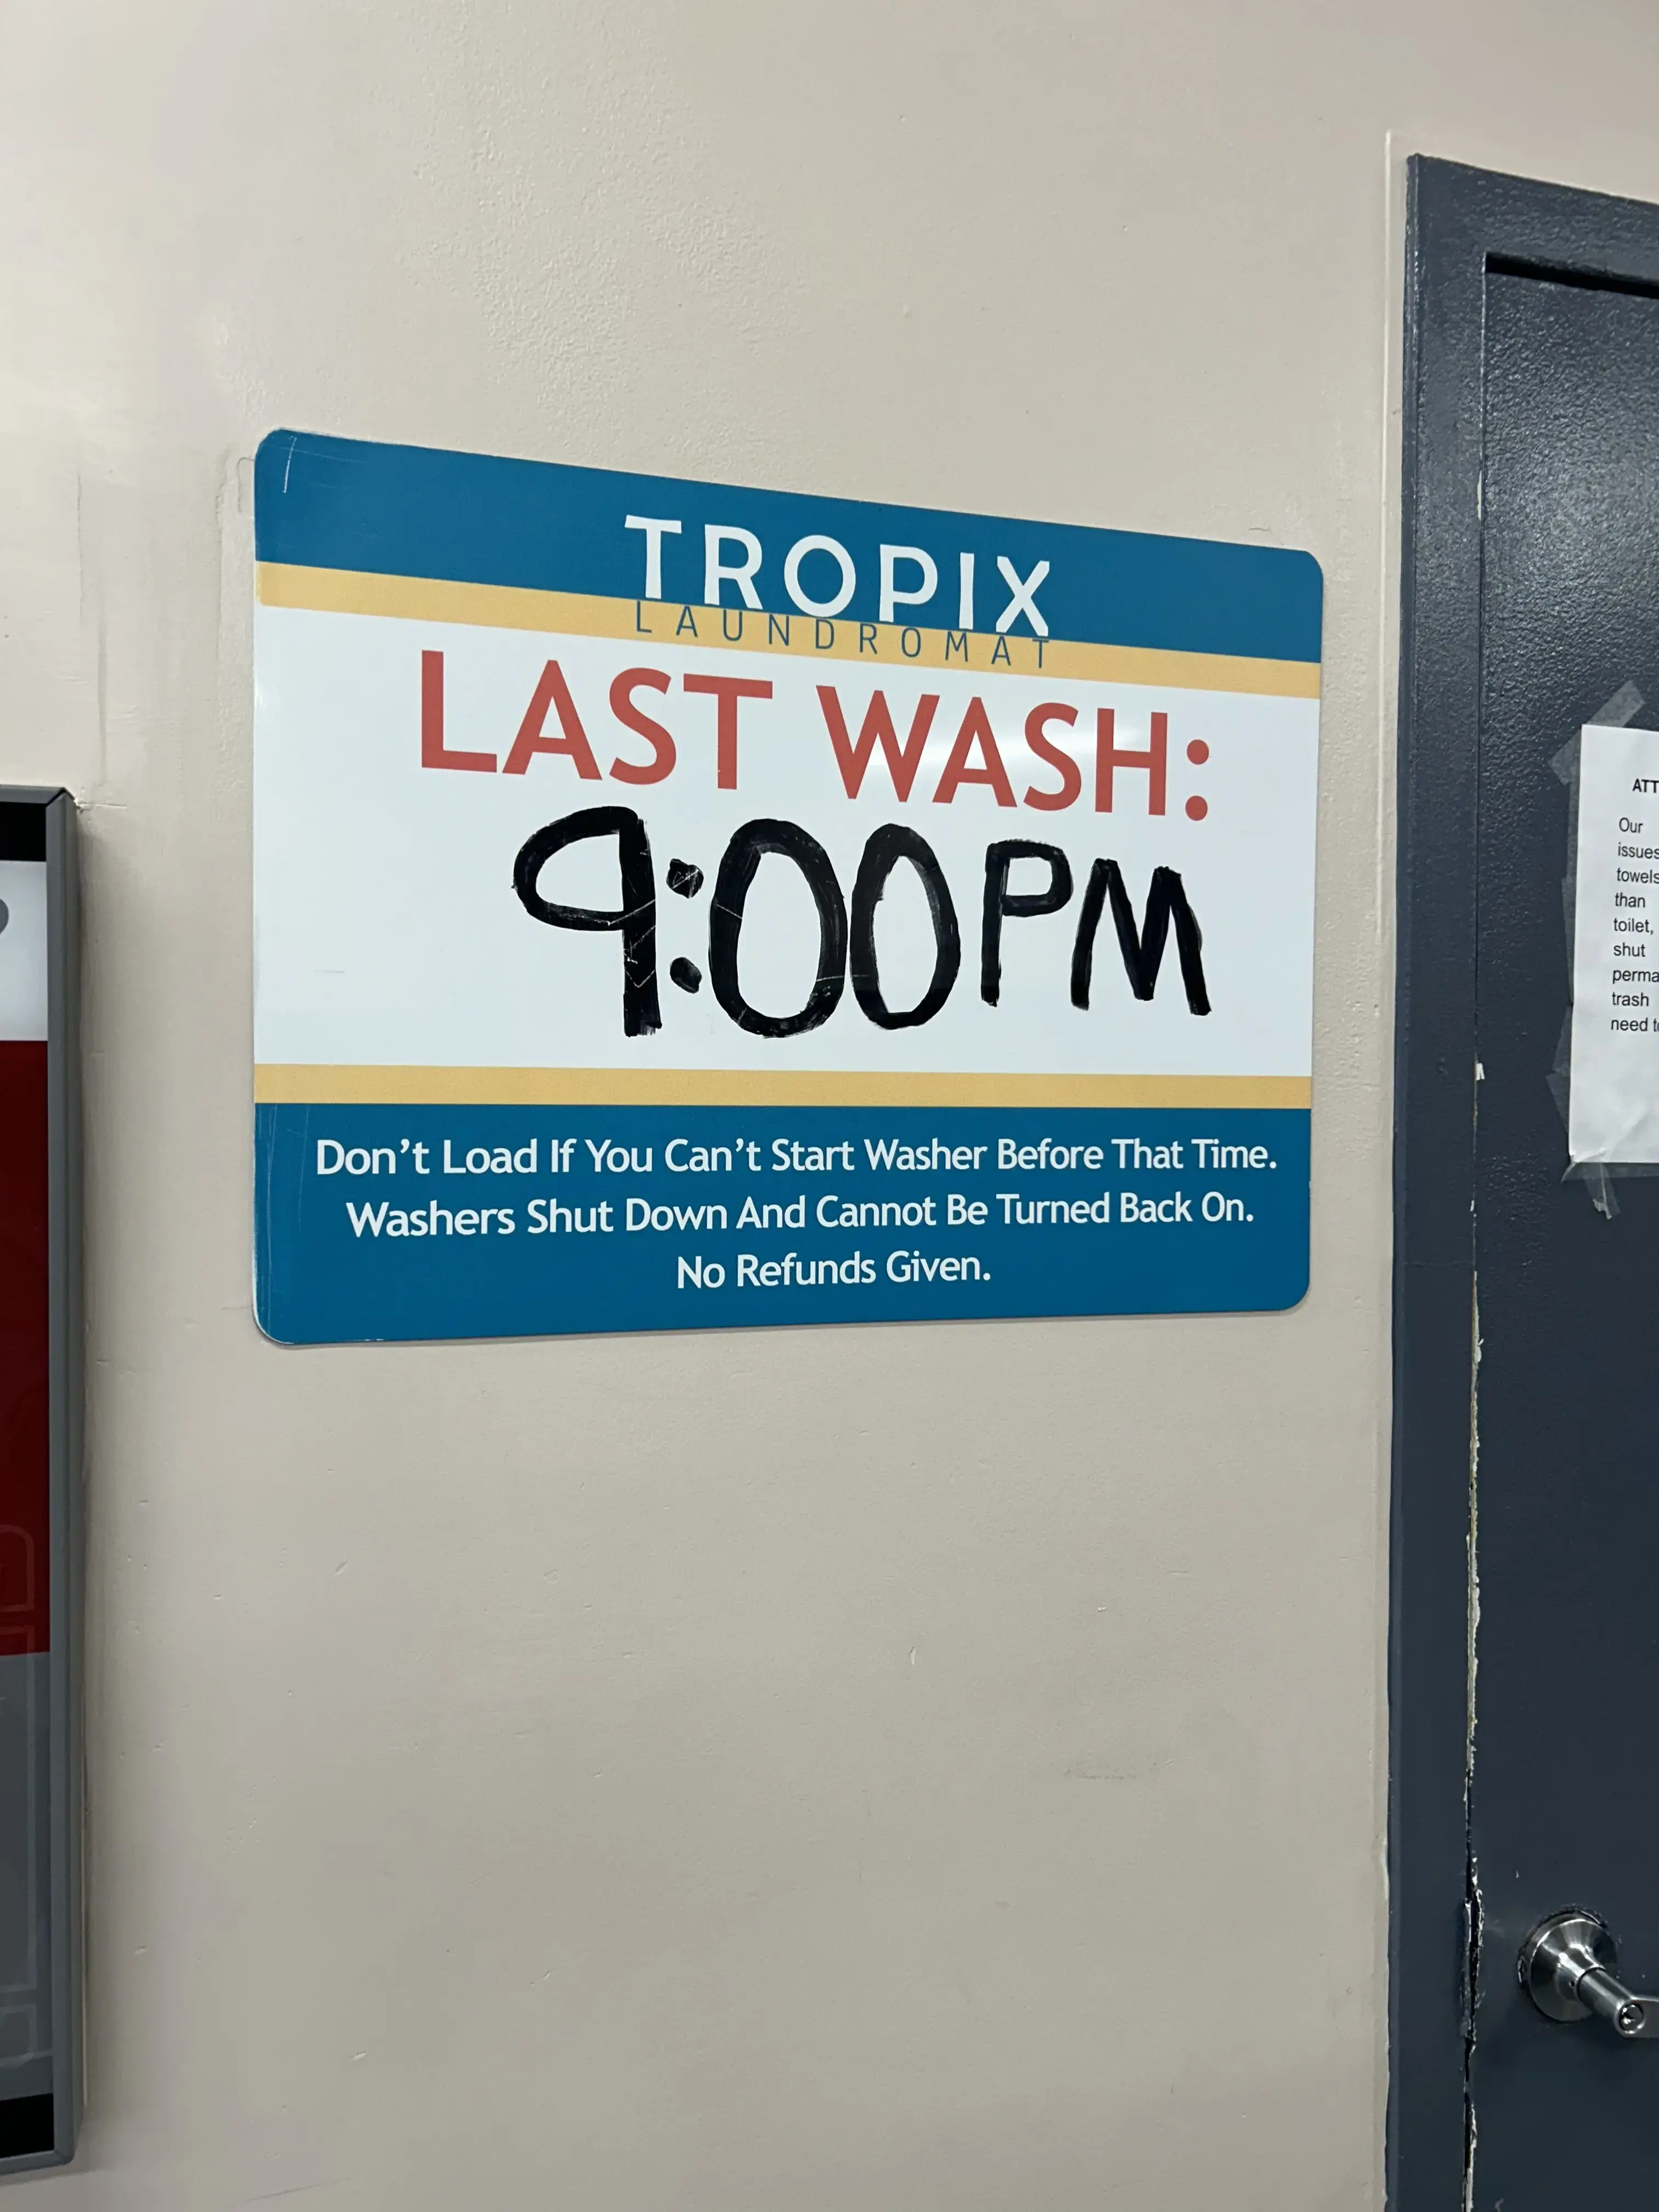 TROPIX
LAUNDROMAT
LAST WASH:
9:00PM
Don't Load If You Can't Start Washer Before That Time.
Washers Shut Down And Cannot Be Turned Back On.
No Refunds Given.
Our
issues
towels
than
toilet,
shut
trash
need